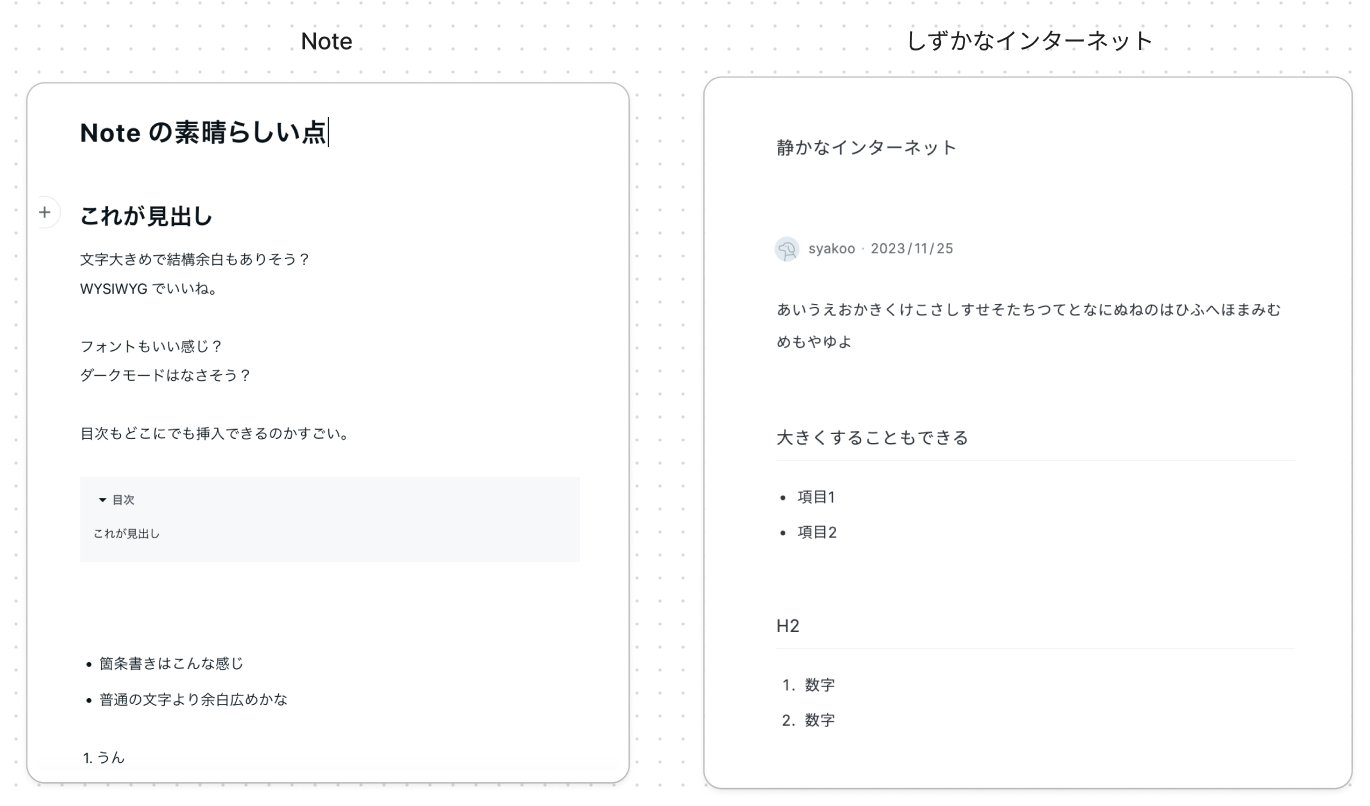 Note
Note の素晴らしい点
これが見出し
文字大きめで結構余白もありそう？
WYSIWYG でいいね。
フォントもいい感じ？
ダークモードはなさそう？
目次もどこにでも挿入できるのかすごい。
目次
これが見出し
• 箇条書きはこんな感じ
• 普通の文字より余白広めかな
1. うん
しずかなインターネット
静かなインターネット
syakoo · 2023/11/25
あいうえおかきくけこさしすせそたちつてとなにぬねのはひふへほまみむ
めもやゆよ
大きくすることもできる
• 項目1
• 項目2
H2
1. 数字
2. 数字